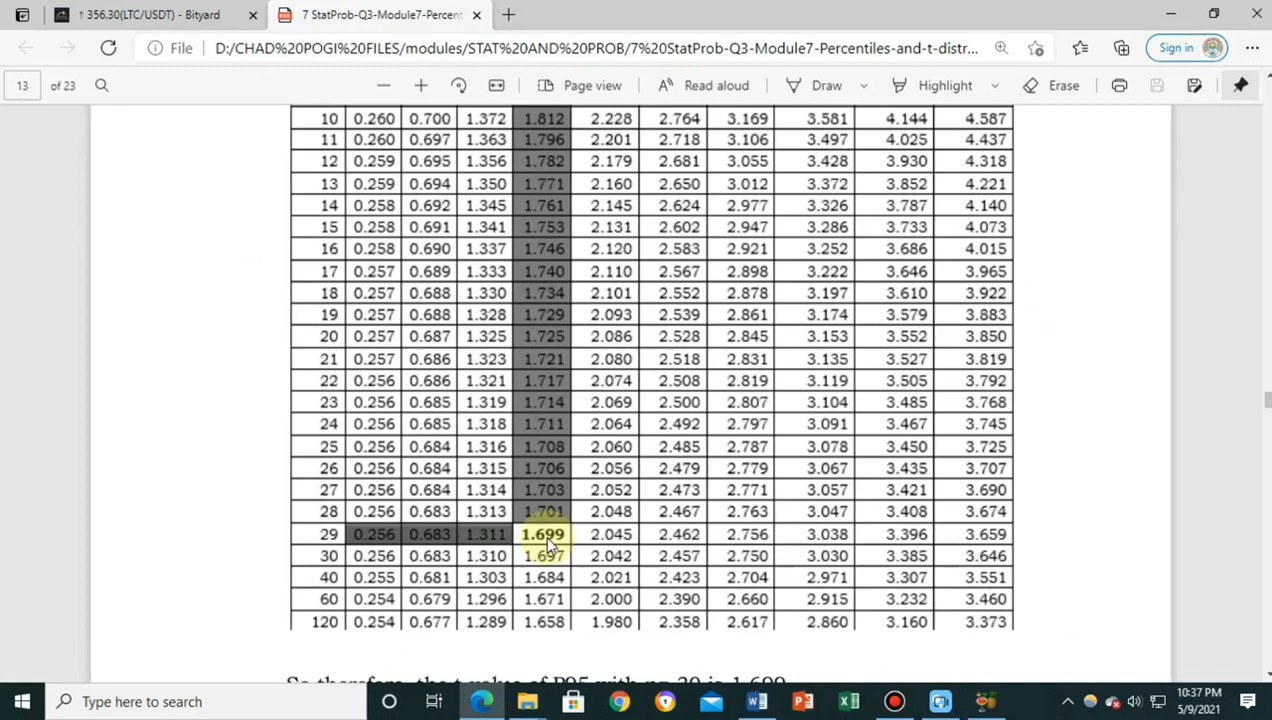 ↑ 356.30(LTC/USDT) - Bityard
7 StatProb-Q3-Module7-Percent
File
D:/CHAD%20POGI%20FILES/modules/STAT%20AND%20PROB/7%20StatProb-Q3-Module7-Percentiles-and-t-distr...
Sign in
13 of 23
Page view
Read aloud
Draw
Highlight
Erase
10 0.260 0.700 1.372 1.812 2.228 2.764 3.169 3.581 4.144 4.587
11 0.260 0.697 1.363 1.796 2.201 2.718 3.106 3.497 4.025 4.437
12 0.259 0.695 1.356 1.782 2.179 2.681 3.055 3.428 3.930 4.318
13 0.259 0.694 1.350 1.771 2.160 2.650 3.012 3.372 3.852 4.221
14 0.258 0.692 1.345 1.761 2.145 2.624 2.977 3.326 3.787 4.140
15 0.258 0.691 1.341 1.753 2.131 2.602 2.947 3.286 3.733 4.073
16 0.258 0.690 1.337 1.746 2.120 2.583 2.921 3.252 3.686 4.015
17 0.257 0.689 1.333 1.740 2.110 2.567 2.898 3.222 3.646 3.965
18 0.257 0.688 1.330 1.734 2.101 2.552 2.878 3.197 3.610 3.922
19 0.257 0.688 1.328 1.729 2.093 2.539 2.861 3.174 3.579 3.883
20 0.257 0.687 1.325 1.725 2.086 2.528 2.845 3.153 3.552 3.850
21 0.257 0.686 1.323 1.721 2.080 2.518 2.831 3.135 3.527 3.819
22 0.256 0.686 1.321 1.717 2.074 2.508 2.819 3.119 3.505 3.792
23 0.256 0.685 1.319 1.714 2.069 2.500 2.807 3.104 3.485 3.768
24 0.256 0.685 1.318 1.711 2.064 2.492 2.797 3.091 3.467 3.745
25 0.256 0.684 1.316 1.708 2.060 2.485 2.787 3.078 3.450 3.725
26 0.256 0.684 1.315 1.706 2.056 2.479 2.779 3.067 3.435 3.707
27 0.256 0.684 1.314 1.703 2.052 2.473 2.771 3.057 3.421 3.690
28 0.256 0.683 1.313 1.701 2.048 2.467 2.763 3.047 3.408 3.674
29 0.256 0.683 1.311 1.699 2.045 2.462 2.756 3.038 3.396 3.659
30 0.256 0.683 1.310 1.697 2.042 2.457 2.750 3.030 3.385 3.646
40 0.255 0.681 1.303 1.684 2.021 2.423 2.704 2.971 3.307 3.551
60 0.254 0.679 1.296 1.671 2.000 2.390 2.660 2.915 3.232 3.460
120 0.254 0.677 1.289 1.658 1.980 2.358 2.617 2.860 3.160 3.373
So therefore, the t-value of P95 with n= 30 is 1.699
Type here to search
10:37 PM
5/9/2021